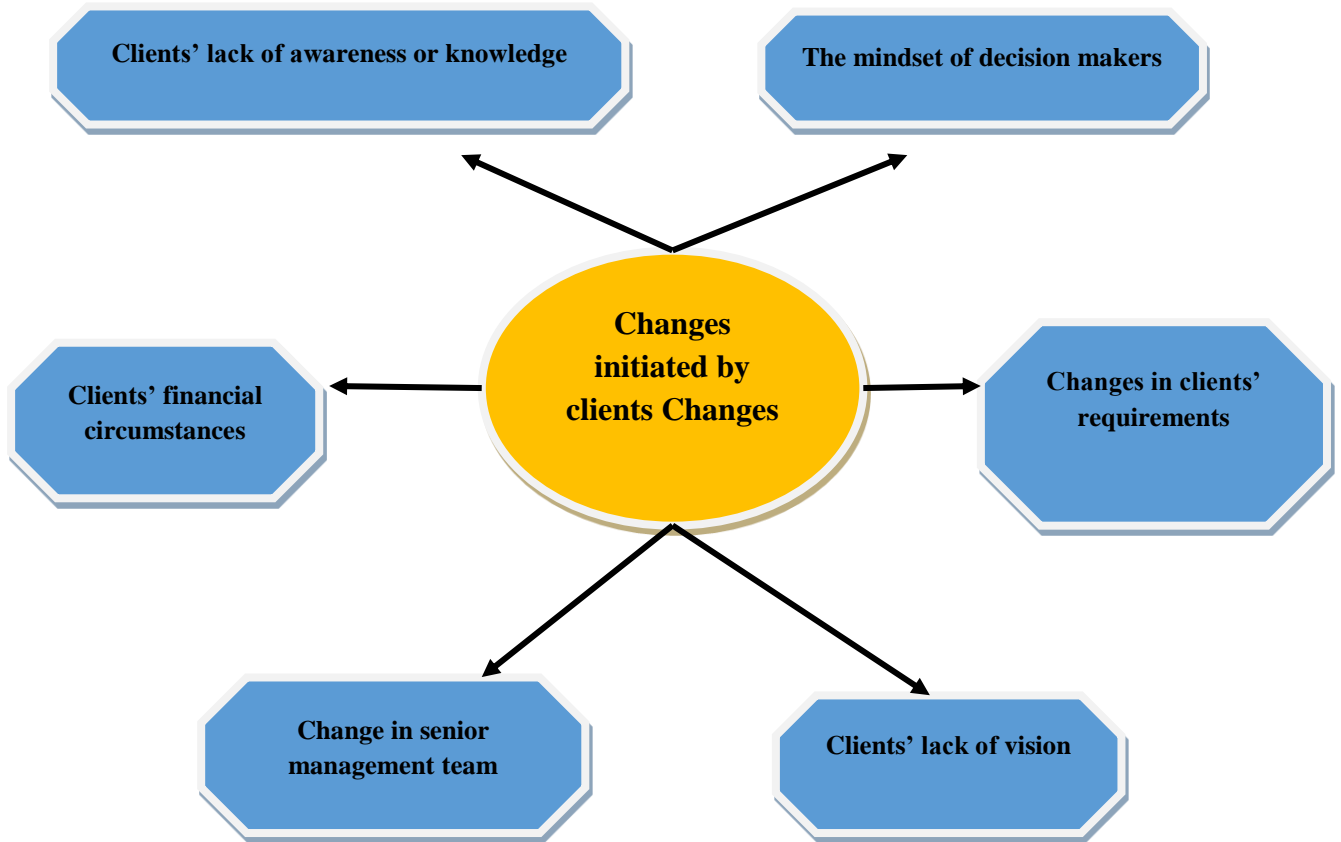 Clients’ lack of awareness or knowledge
The mindset of decision makers
Changes
initiated by
clients Changes
Clients’ financial
circumstances
Changes in clients’
requirements
Change in senior
management team
Clients’ lack of vision